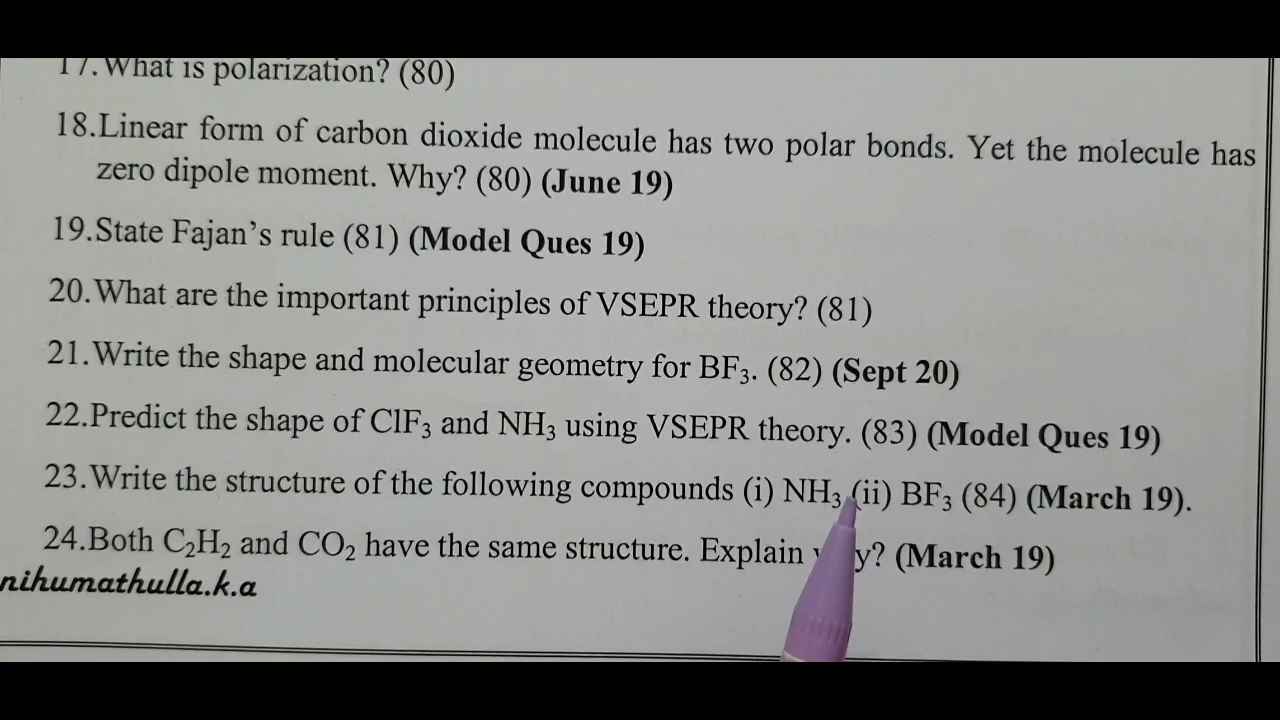 17.What is polarization? (80)
18.Linear form of carbon dioxide molecule has two polar bonds. Yet the molecule has
zero dipole moment. Why? (80) (June 19)
19.State Fajan's rule (81) (Model Ques 19)
20.What are the important principles of VSEPR theory? (81)
21.Write the shape and molecular geometry for BF₃. (82) (Sept 20)
22.Predict the shape of ClF₃ and NH₃ using VSEPR theory. (83) (Model Ques 19)
23.Write the structure of the following compounds (i) NH₃ (ii) BF₃ (84) (March 19).
24.Both C₂H₂ and CO₂ have the same structure. Explain (March 19)
nihumathulla.k.a